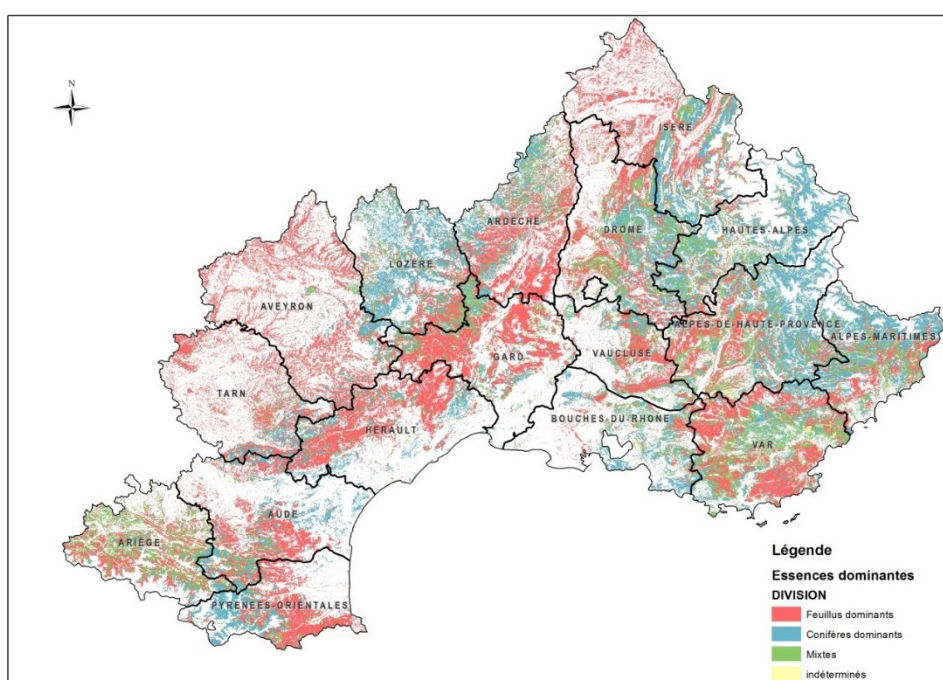 N
ISERE
ARDECHE
DROME
HAUTES-ALPES
LOZERE
AVEYRON
ALPES-DE-HAUTE-PROVENCE
ALPES-MARITIMES
GARD
VAUCLUSE
TARN
BOUCHES-DU-RHONE
HERAULT
VAR
AUDE
ARIEGE
PYRENEES-ORIENTALES
Légende
Essences dominantes
DIVISION
Feuillus dominants
Conifères dominants
Mixtes
indéterminés